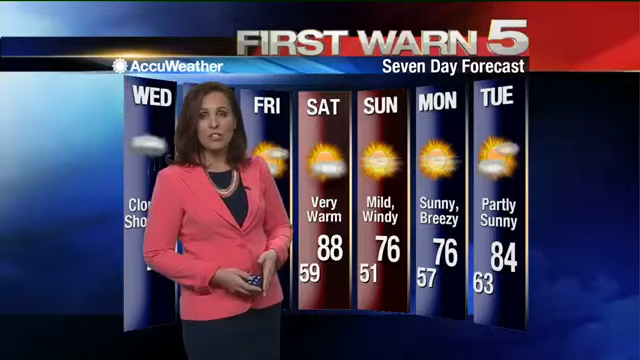 FIRST WARN 5
AccuWeather
Seven Day Forecast
WED
FRI
SAT
SUN
MON
TUE
Very
Warm
Mild,
Windy
Sunny,
Breezy
Partly
Sunny
88
59
76
51
76
57
84
63